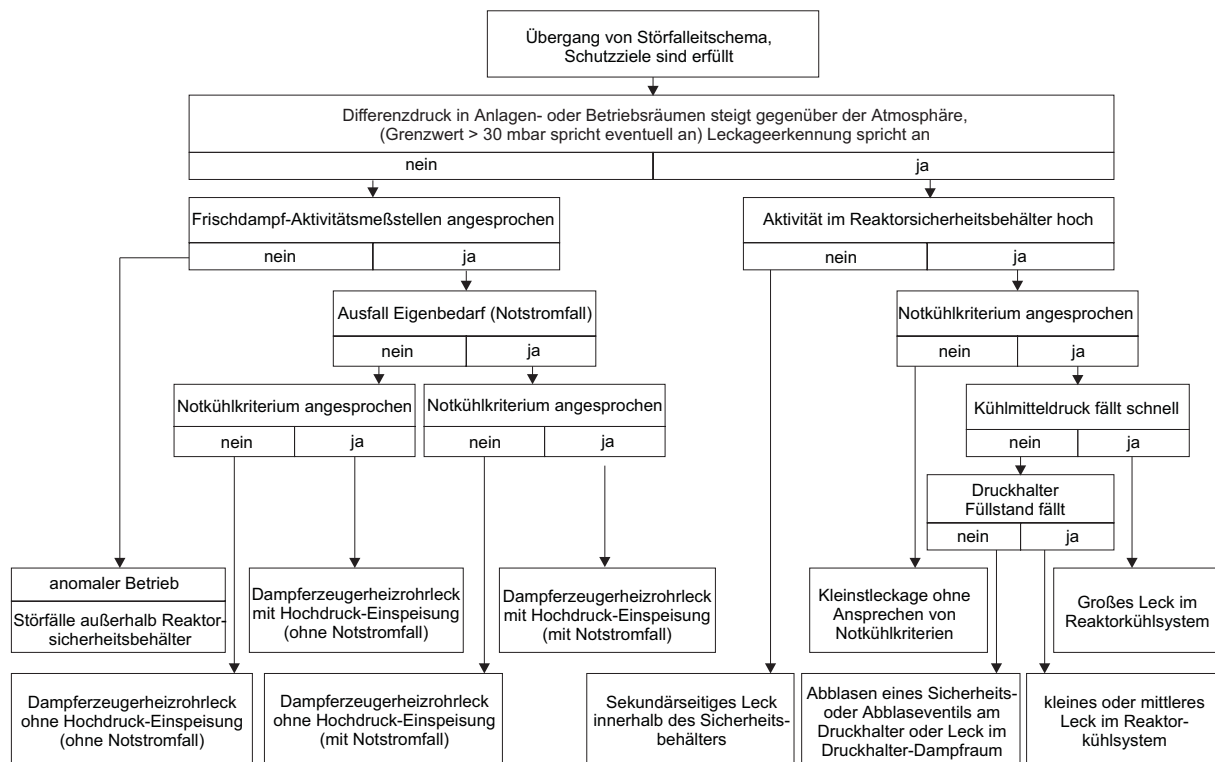 Übergang von Störfalleitschema,
Schutzziele sind erfüllt
Differenzdruck in Anlagen- oder Betriebsräumen steigt gegenüber der Atmosphäre,
(Grenzwert > 30 mbar spricht eventuell an) Leckageerkennung spricht an
nein
ja
Frischdampf-Aktivitätsmeßstellen angesprochen
nein
ja
Aktivität im Reaktorsicherheitsbehälter hoch
nein
ja
Ausfall Eigenbedarf (Notstromfall)
nein
ja
Notkühlkriterium angesprochen
nein
ja
Notkühlkriterium angesprochen
nein
ja
Notkühlkriterium angesprochen
nein
ja
Kühlmitteldruck fällt schnell
nein
ja
Druckhalter
Füllstand fällt
nein
ja
anomaler Betrieb
Störfälle außerhalb Reaktor-
sicherheitsbehälter
Dampferzeugerheizrohrleck
mit Hochdruck-Einspeisung
(ohne Notstromfall)
Dampferzeugerheizrohrleck
mit Hochdruck-Einspeisung
(mit Notstromfall)
Kleinstleckage ohne
Ansprechen von
Notkühlkriterien
Großes Leck im
Reaktorkühlsystem
Dampferzeugerheizrohrleck
ohne Hochdruck-Einspeisung
(ohne Notstromfall)
Dampferzeugerheizrohrleck
ohne Hochdruck-Einspeisung
(mit Notstromfall)
Sekundärseitiges Leck
innerhalb des Sicherheits-
behälters
Abblasen eines Sicherheits-
oder Abblaseventils am
Druckhalter oder Leck im
Druckhalter-Dampfraum
kleines oder mittleres
Leck im Reaktor-
kühlsystem